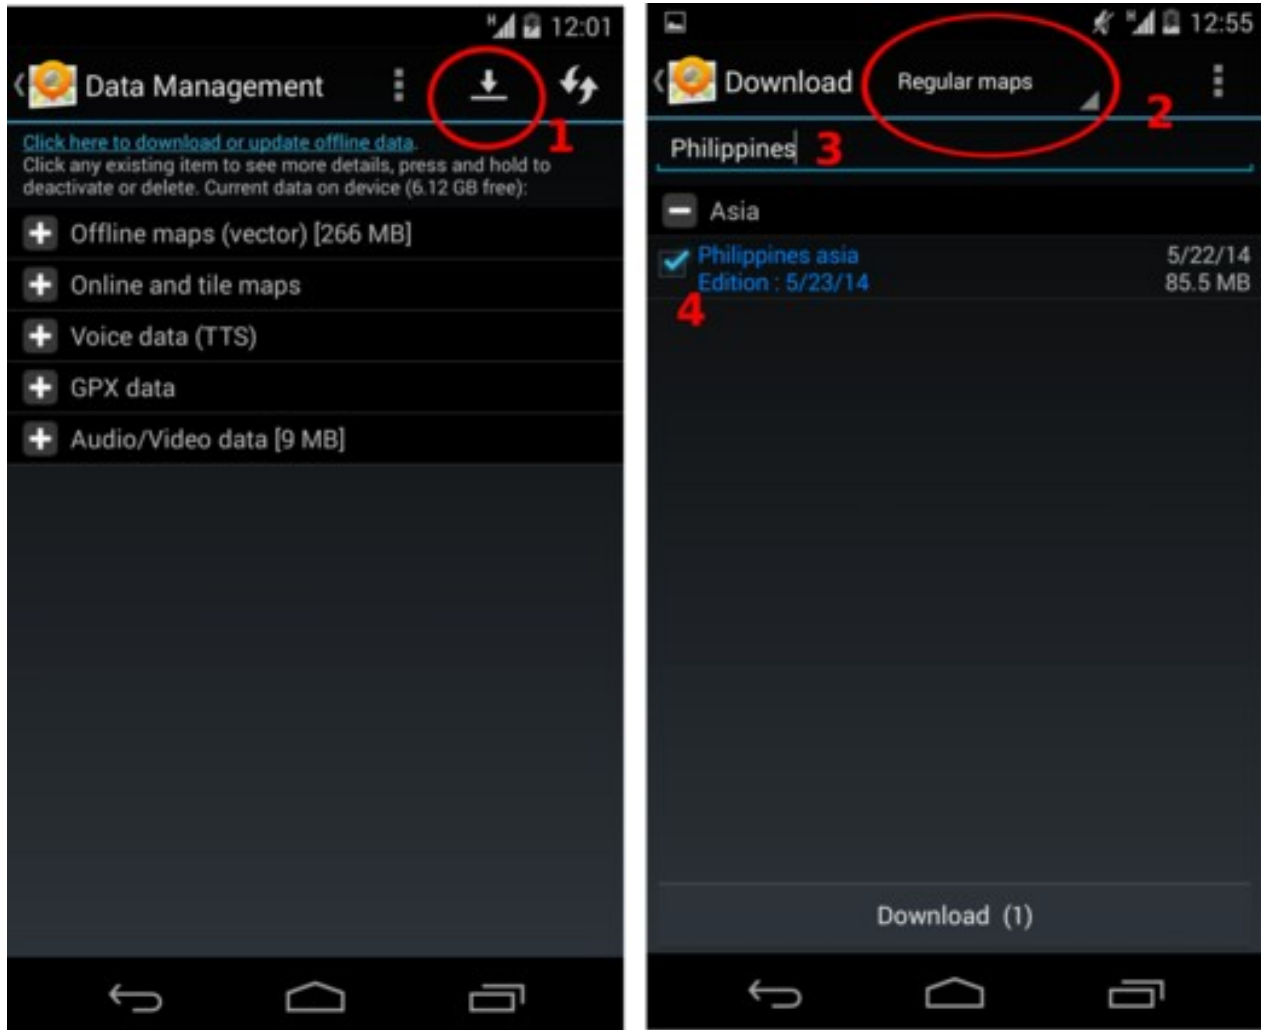 H 12:01
Data Management
1
Click here to download or update offline data.
Click any existing item to see more details, press and hold to
deactivate or delete. Current data on device (6.12 GB free):
Offline maps (vector) [266 MB]
Online and tile maps
Voice data (TTS)
GPX data
Audio/Video data [9 MB]
H 12:55
Download Regular maps
2
Philippines 3
Asia
Philippines asia 5/22/14
Edition : 5/23/14 85.5 MB
4
Download (1)